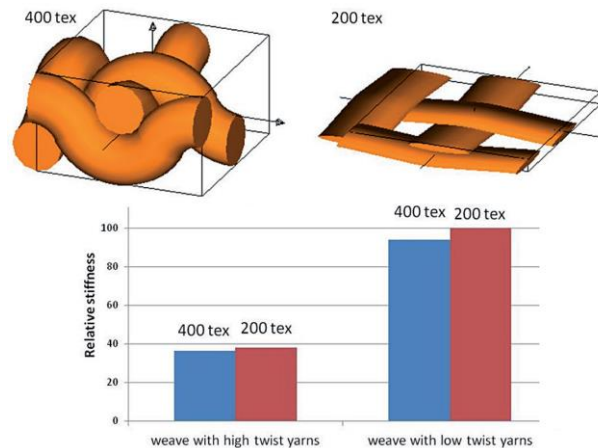 400 tex
200 tex
Relative stiffness
100
80
60
40
20
0
400 tex
200 tex
400 tex
200 tex
weave with high twist yarns
weave with low twist yarns